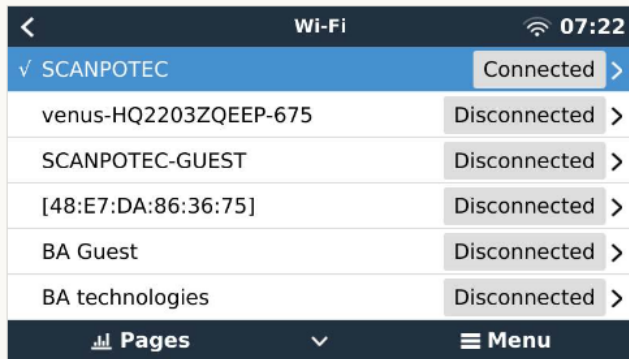 Wi-Fi 07:22
√ SCANPOTEC Connected
venus-HQ2203ZQEEP-675 Disconnected
SCANPOTEC-GUEST Disconnected
[48:E7:DA:86:36:75] Disconnected
BA Guest Disconnected
BA technologies Disconnected
Pages Menu